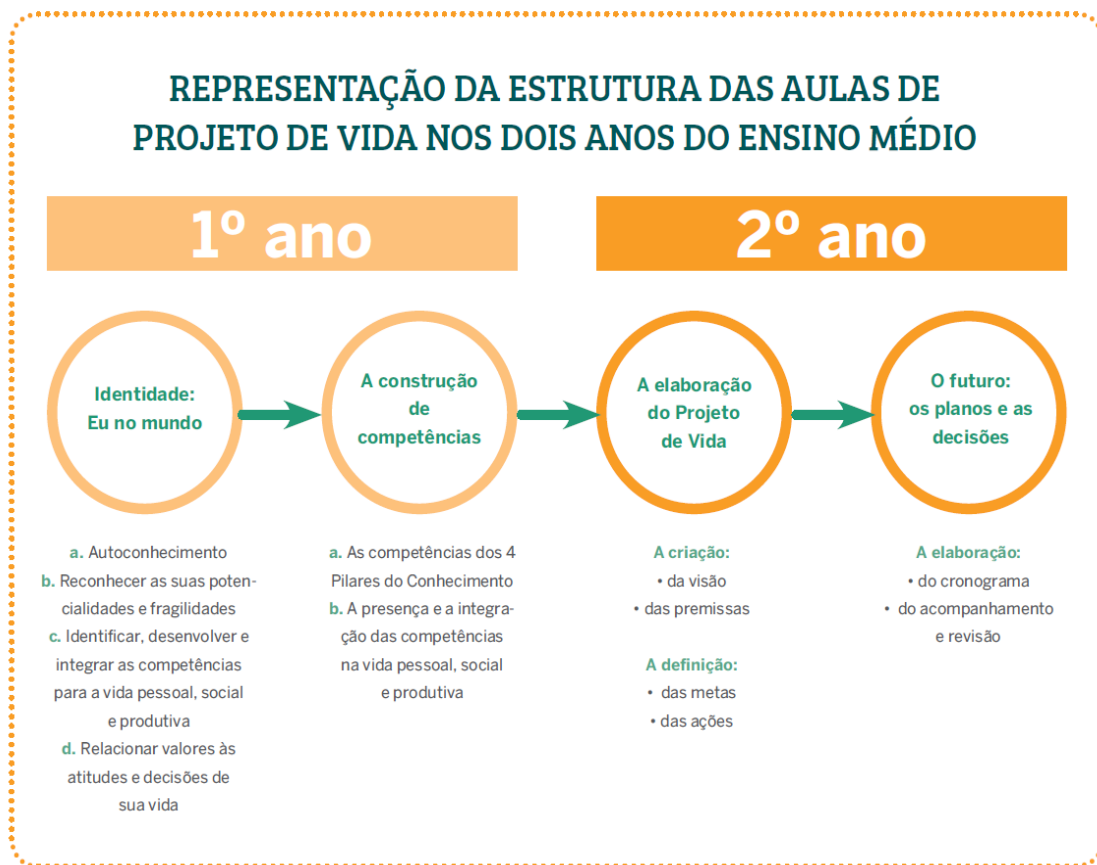 REPRESENTAÇÃO DA ESTRUTURA DAS AULAS DE
PROJETO DE VIDA NOS DOIS ANOS DO ENSINO MÉDIO
1º ano
Identidade:
Eu no mundo
a. Autoconhecimento
b. Reconhecer as suas poten-
cialidades e fragilidades
c. Identificar, desenvolver e
integrar as competências
para a vida pessoal, social
e produtiva
d. Relacionar valores às
atitudes e decisões de
sua vida
A construção
de
competências
a. As competências dos 4
Pilares do Conhecimento
b. A presença e a integra-
ção das competências
na vida pessoal, social
e produtiva
2º ano
A elaboração
do Projeto
de Vida
A criação:
• da visão
• das premissas
A definição:
• das metas
• das ações
O futuro:
os planos e as
decisões
A elaboração:
• do cronograma
• do acompanhamento
e revisão